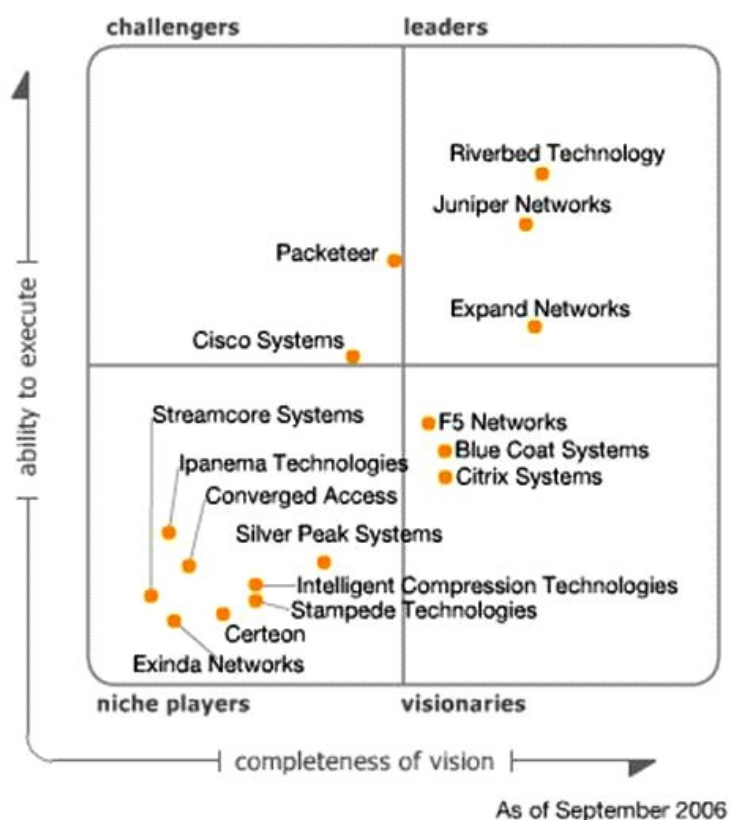 challengers
leaders
Riverbed Technology
Juniper Networks
Packeteer
Expand Networks
Cisco Systems
ability to execute
Streamcore Systems
F5 Networks
Blue Coat Systems
Ipanema Technologies
Citrix Systems
Converged Access
Silver Peak Systems
Intelligent Compression Technologies
Stampede Technologies
Certeon
Exinda Networks
niche players
visionaries
completeness of vision
As of September 2006